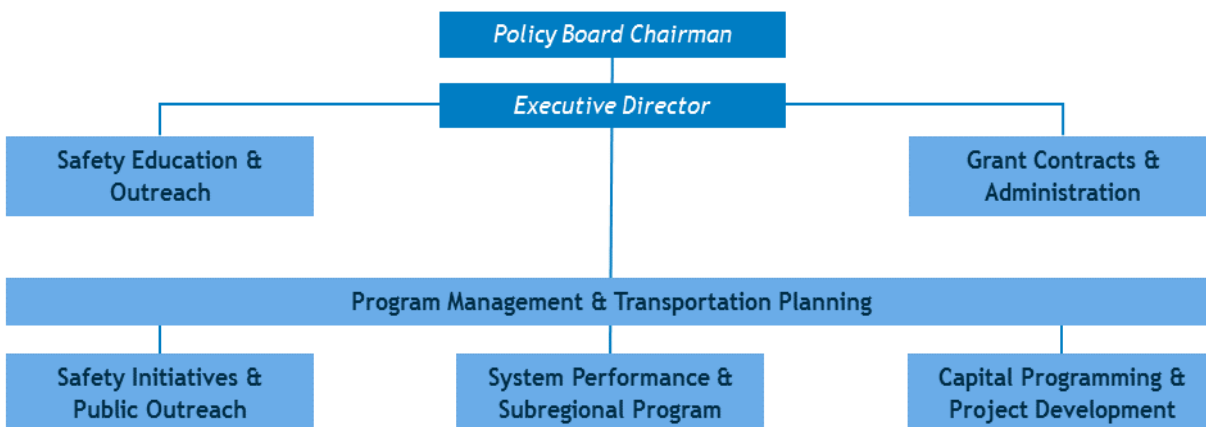 Policy Board Chairman
Executive Director
Safety Education &
Outreach
Grant Contracts &
Administration
Program Management & Transportation Planning
Safety Initiatives &
Public Outreach
System Performance &
Subregional Program
Capital Programming &
Project Development